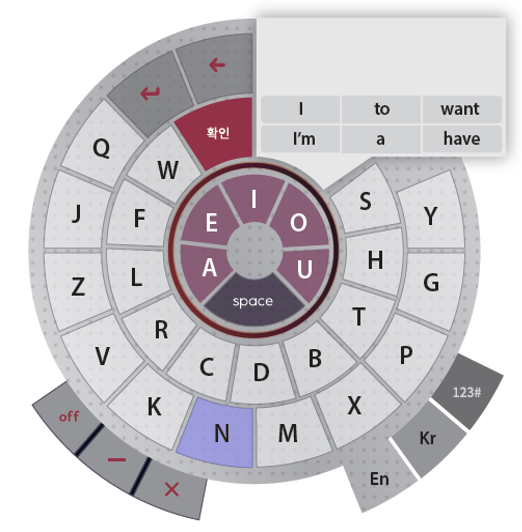 I to want
I'm a have
←
↵
확인
Q W S Y
J F E I O H G
Z L A U T P
space
V R C D B X
K N M
off
−
×
123#
Kr
En